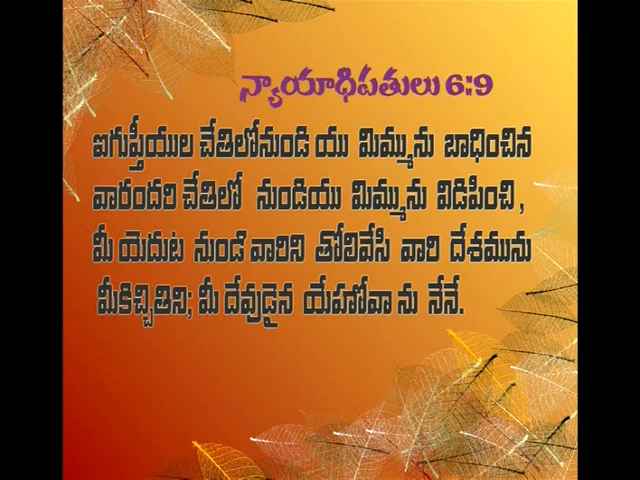 న్యాయాధిపతులు 6:9
ఐగుప్తీయుల చేతిలోనుండి యు మిమ్మును బాధించిన
వారందరి చేతిలో నుండియు మిమ్మును విడిపించి,
మీ యెదుట నుండి వారిని తోలివేసి వారి దేశమును
మీకిచ్చితిని; మీ దేవుడైన యేహోవా ను నేనే.